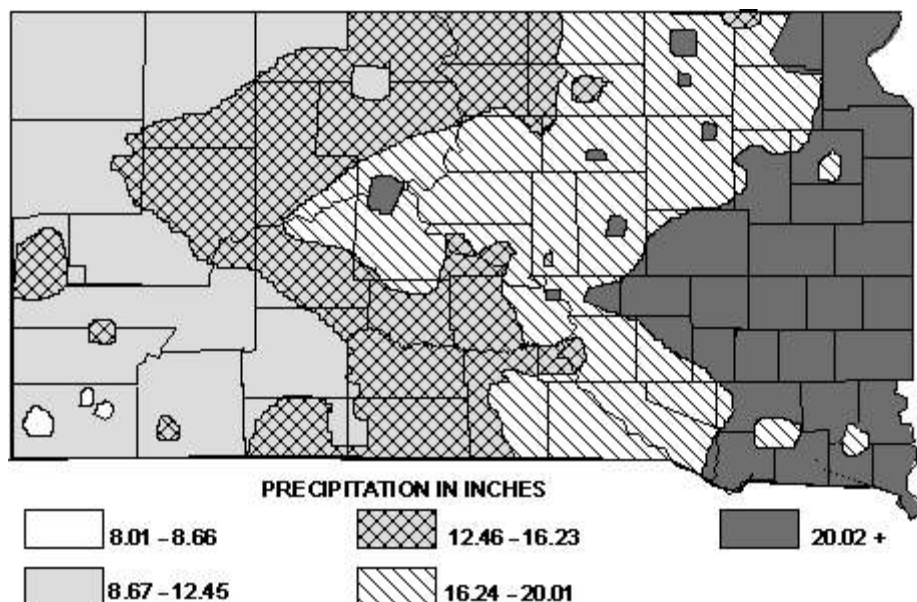 PRECIPITATION IN INCHES
8.01 – 8.66
12.46 – 16.23
20.02 +
8.67 – 12.45
16.24 – 20.01